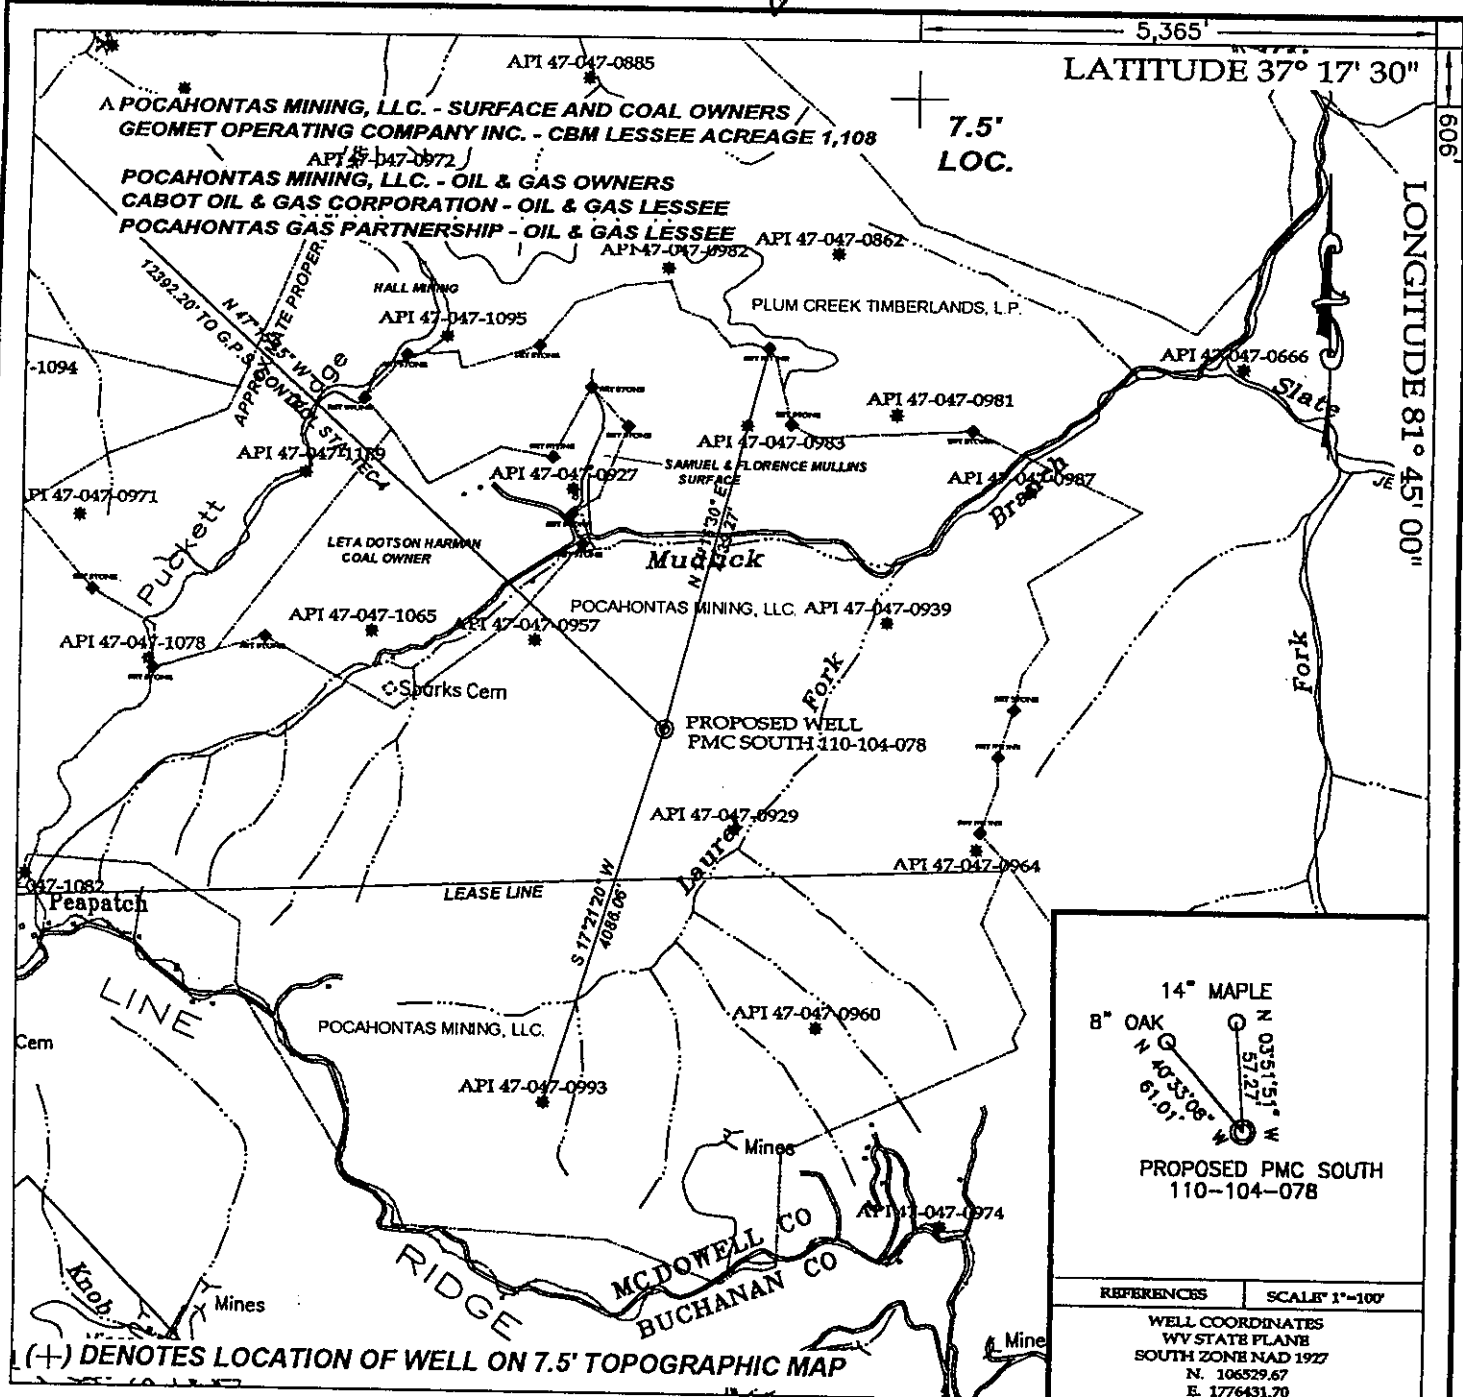 5,365'
LATITUDE 37° 17' 30"
606'
LONGITUDE 81° 45' 00"
7.5'
LOC.
API 47-047-0885
POCAHONTAS MINING, LLC. - SURFACE AND COAL OWNERS
GEOMET OPERATING COMPANY INC. - CBM LESSEE ACREAGE 1,108
API 47-047-0972
POCAHONTAS MINING, LLC. - OIL & GAS OWNERS
CABOT OIL & GAS CORPORATION - OIL & GAS LESSEE
POCAHONTAS GAS PARTNERSHIP - OIL & GAS LESSEE
API 47-047-0982
API 47-047-0862
12392.20' TO G.P.S. CONTROL
APPROXIMATE PROPER
HALL MINING
API 47-047-1095
PLUM CREEK TIMBERLANDS, L.P.
SET STONE
API 47-047-0666
Slate
-1094
API 47-047-0981
API 47-047-0983
SAMUEL & FLORENCE MULLINS
SURFACE
API 47-047-0927
API 47-047-0987
Branch
PI 47-047-0971
Puckett
LETA DOTSON HARMAN
COAL OWNER
Mudlick
POCAHONTAS MINING, LLC.
API 47-047-0939
API 47-047-1065
API 47-047-0957
API 47-047-1078
Sparks Cem
Fork
Fork
PROPOSED WELL
PMC SOUTH 110-104-078
API 47-047-0929
Laurel
API 47-047-0964
047-1082
LEASE LINE
Peapatch
S 17°21'20" W
4086.06'
LINE
POCAHONTAS MINING, LLC.
API 47-047-0960
Cem
API 47-047-0993
Mines
API 47-047-0974
MCDOWELL CO
BUCHANAN CO
RIDGE
Knob
Mines
Mine
(+) DENOTES LOCATION OF WELL ON 7.5' TOPOGRAPHIC MAP
14" MAPLE
8" OAK
N 03°51'51" W
57.27'
N 40°33'08" W
61.01'
PROPOSED PMC SOUTH
110-104-078
REFERENCES
SCALE" 1"=100'
WELL COORDINATES
WV STATE PLANE
SOUTH ZONE NAD 1927
N. 106529.67
E. 1776431.70